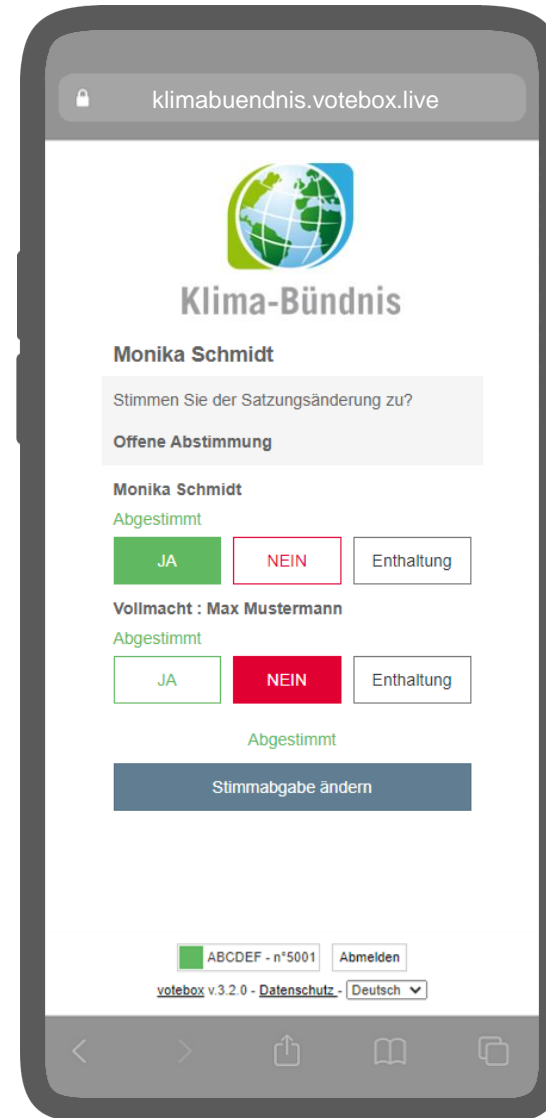 klimabuendnis.votebox.live
Klima-Bündnis
Monika Schmidt
Stimmen Sie der Satzungsänderung zu?
Offene Abstimmung
Monika Schmidt
Abgestimmt
JA NEIN Enthaltung
Vollmacht : Max Mustermann
Abgestimmt
JA NEIN Enthaltung
Abgestimmt
Stimmabgabe ändern
ABCDEF - n°5001 Abmelden
votebox v.3.2.0 - Datenschutz - Deutsch